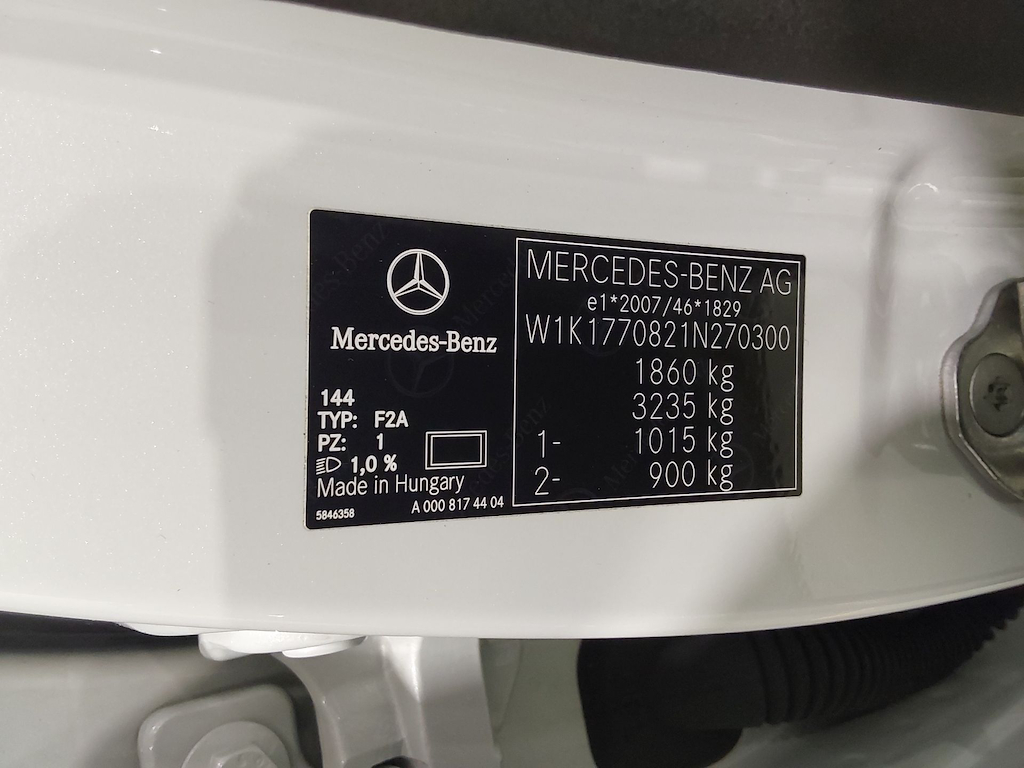 Mercedes-Benz
144
TYP: F2A
PZ: 1
1,0 %
Made in Hungary
5846358 A 000 817 44 04
MERCEDES-BENZ AG
e1*2007/46*1829
W1K1770821N270300
1860 kg
3235 kg
1- 1015 kg
2- 900 kg